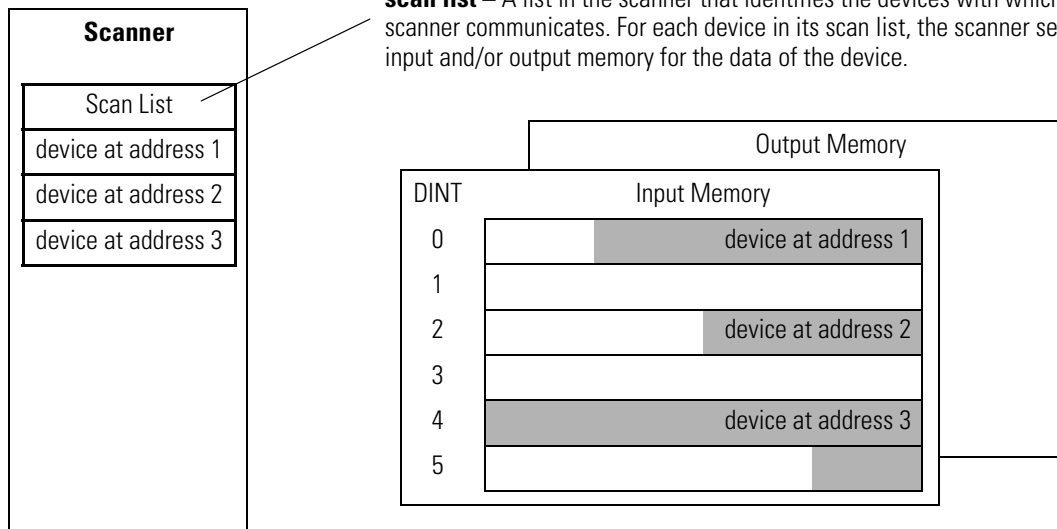 scan list – A list in the scanner that identifies the devices with which
scanner communicates. For each device in its scan list, the scanner se
input and/or output memory for the data of the device.
Scanner
Scan List
device at address 1
device at address 2
device at address 3
Output Memory
DINT Input Memory
0 device at address 1
1
2 device at address 2
3
4 device at address 3
5